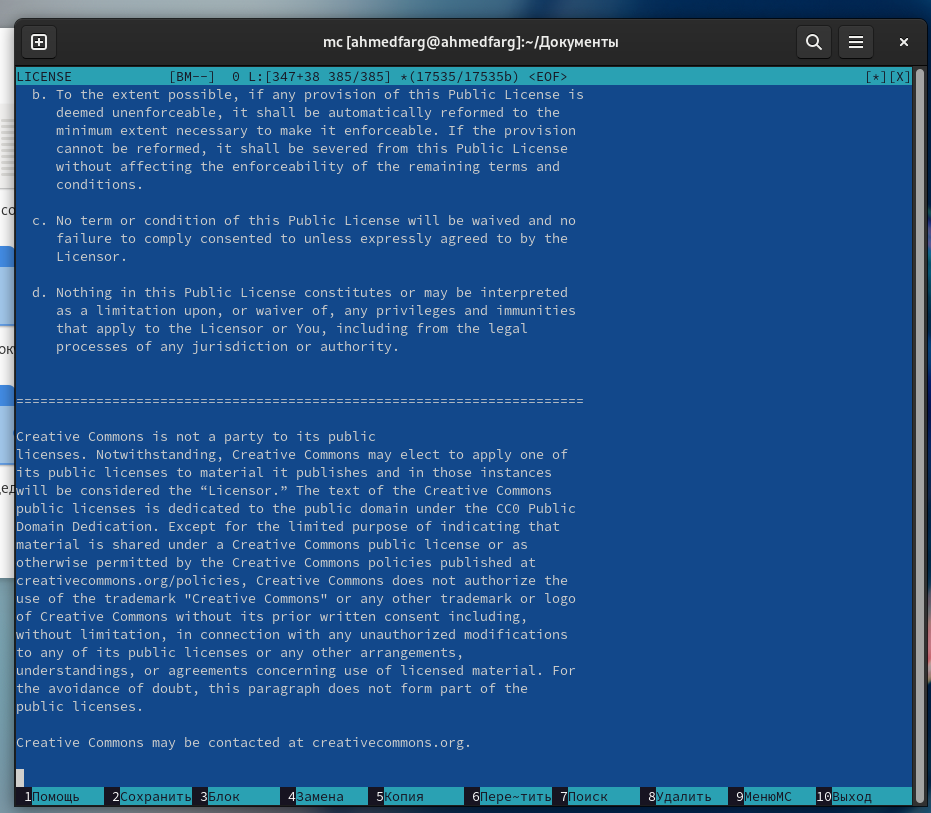 mc [ahmedfarg@ahmedfarg]:~/Документы
LICENSE [BM--] 0 L:[347+38 385/385] *(17535/17535b) <EOF> [*][X]
b. To the extent possible, if any provision of this Public License is
deemed unenforceable, it shall be automatically reformed to the
minimum extent necessary to make it enforceable. If the provision
cannot be reformed, it shall be severed from this Public License
without affecting the enforceability of the remaining terms and
conditions.
c. No term or condition of this Public License will be waived and no
failure to comply consented to unless expressly agreed to by the
Licensor.
d. Nothing in this Public License constitutes or may be interpreted
as a limitation upon, or waiver of, any privileges and immunities
that apply to the Licensor or You, including from the legal
processes of any jurisdiction or authority.
=======================================================================
Creative Commons is not a party to its public
licenses. Notwithstanding, Creative Commons may elect to apply one of
its public licenses to material it publishes and in those instances
will be considered the “Licensor.” The text of the Creative Commons
public licenses is dedicated to the public domain under the CC0 Public
Domain Dedication. Except for the limited purpose of indicating that
material is shared under a Creative Commons public license or as
otherwise permitted by the Creative Commons policies published at
creativecommons.org/policies, Creative Commons does not authorize the
use of the trademark "Creative Commons" or any other trademark or logo
of Creative Commons without its prior written consent including,
without limitation, in connection with any unauthorized modifications
to any of its public licenses or any other arrangements,
understandings, or agreements concerning use of licensed material. For
the avoidance of doubt, this paragraph does not form part of the
public licenses.
Creative Commons may be contacted at creativecommons.org.
1Помощь 2Сохранить 3Блок 4Замена 5Копия 6Пере~тить 7Поиск 8Удалить 9МенюMC 10Выход